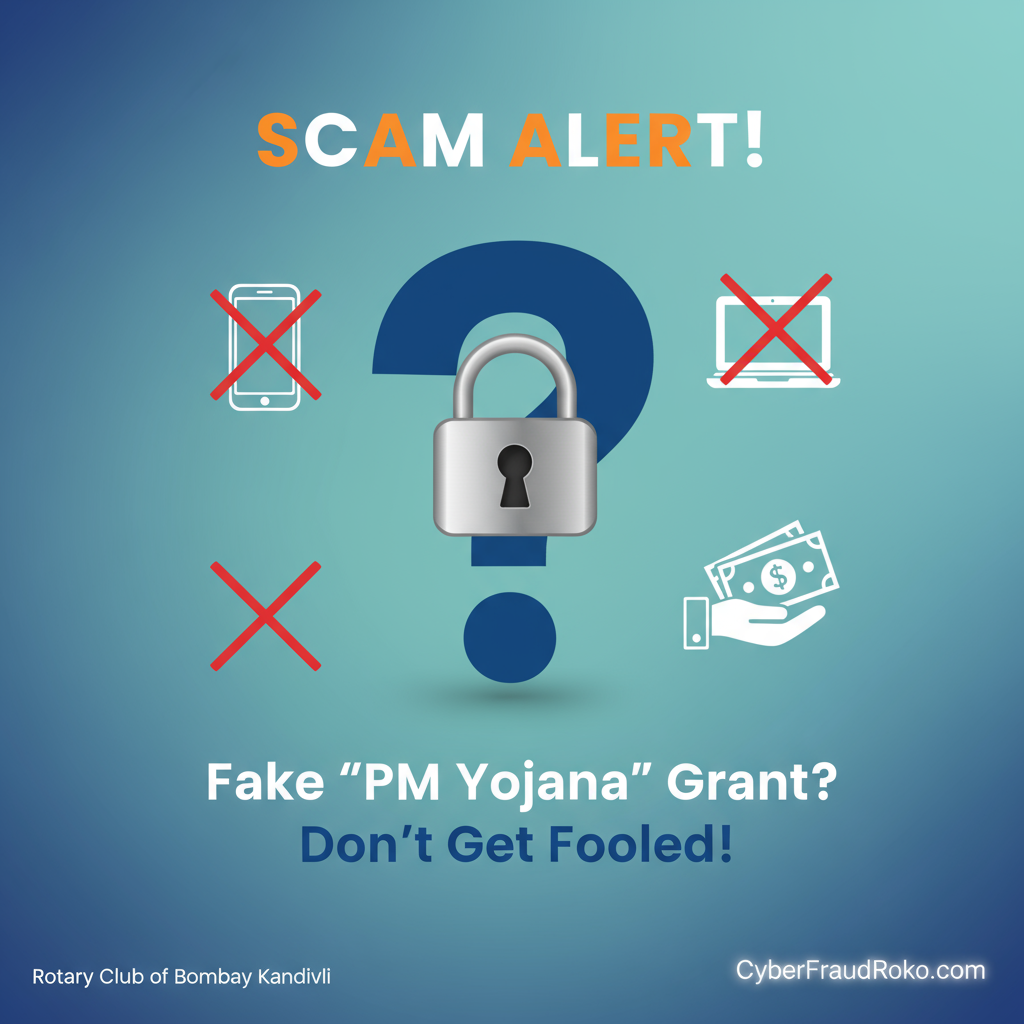 SCAM ALERT!
$
Fake “PM Yojana” Grant?
Don’t Get Fooled!
Rotary Club of Bombay Kandivli
CyberFraudRoko.com